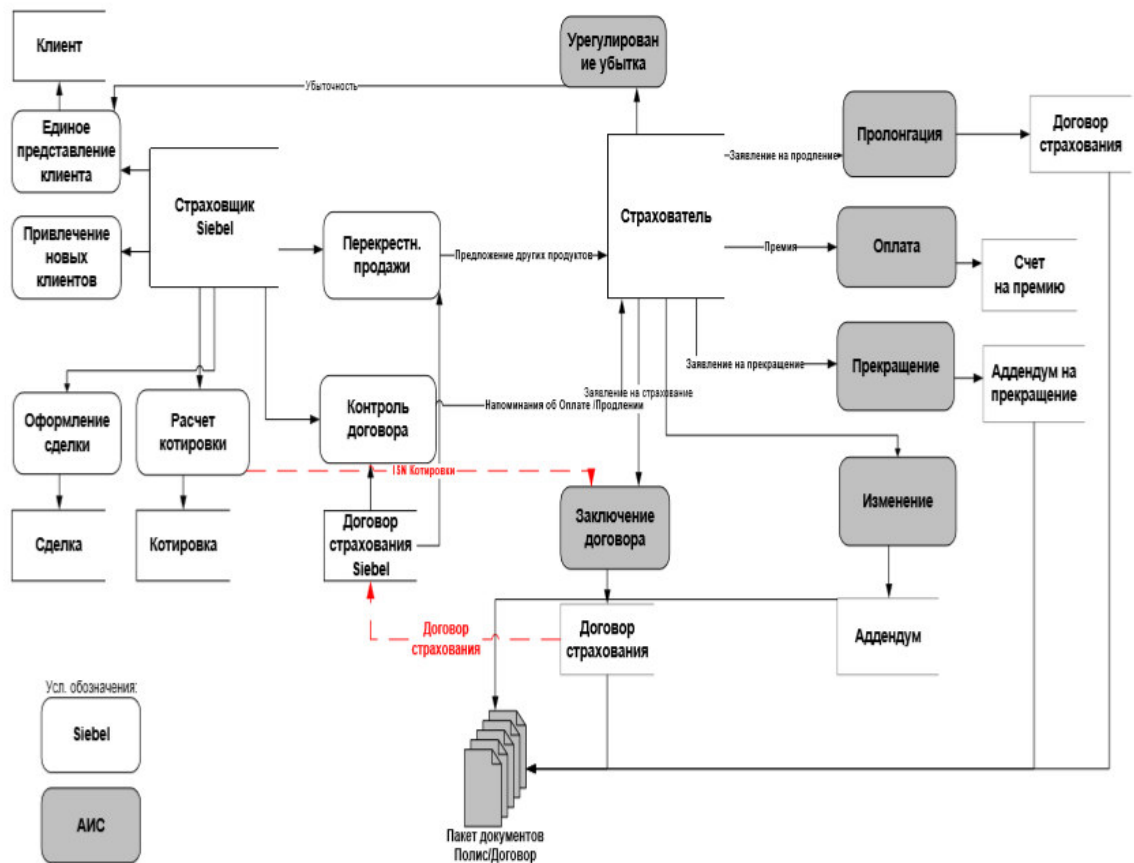 Клиент
Урегулирован
ие убытка
Убыточность
Единое
представление
клиента
Пролонгация
Договор
страхования
Заявление на продление
Страховщик
Siebel
Страхователь
Привлечение
новых
клиентов
Перекрестн.
продажи
Предложение других продуктов
Премия
Оплата
Счет
на премию
Заявление на прекращение
Прекращение
Аддендум на
прекращение
Заявление на страхование
Оформление
сделки
Расчет
котировки
Контроль
договора
Напоминания об Оплате /Продлении
ISN Котировки
Сделка
Котировка
Договор
страхования
Siebel
Заключение
договора
Изменение
Договор
страхования
Договор
страхования
Аддендум
Усл. обозначения:
Siebel
АИС
Пакет документов
Полис/Договор